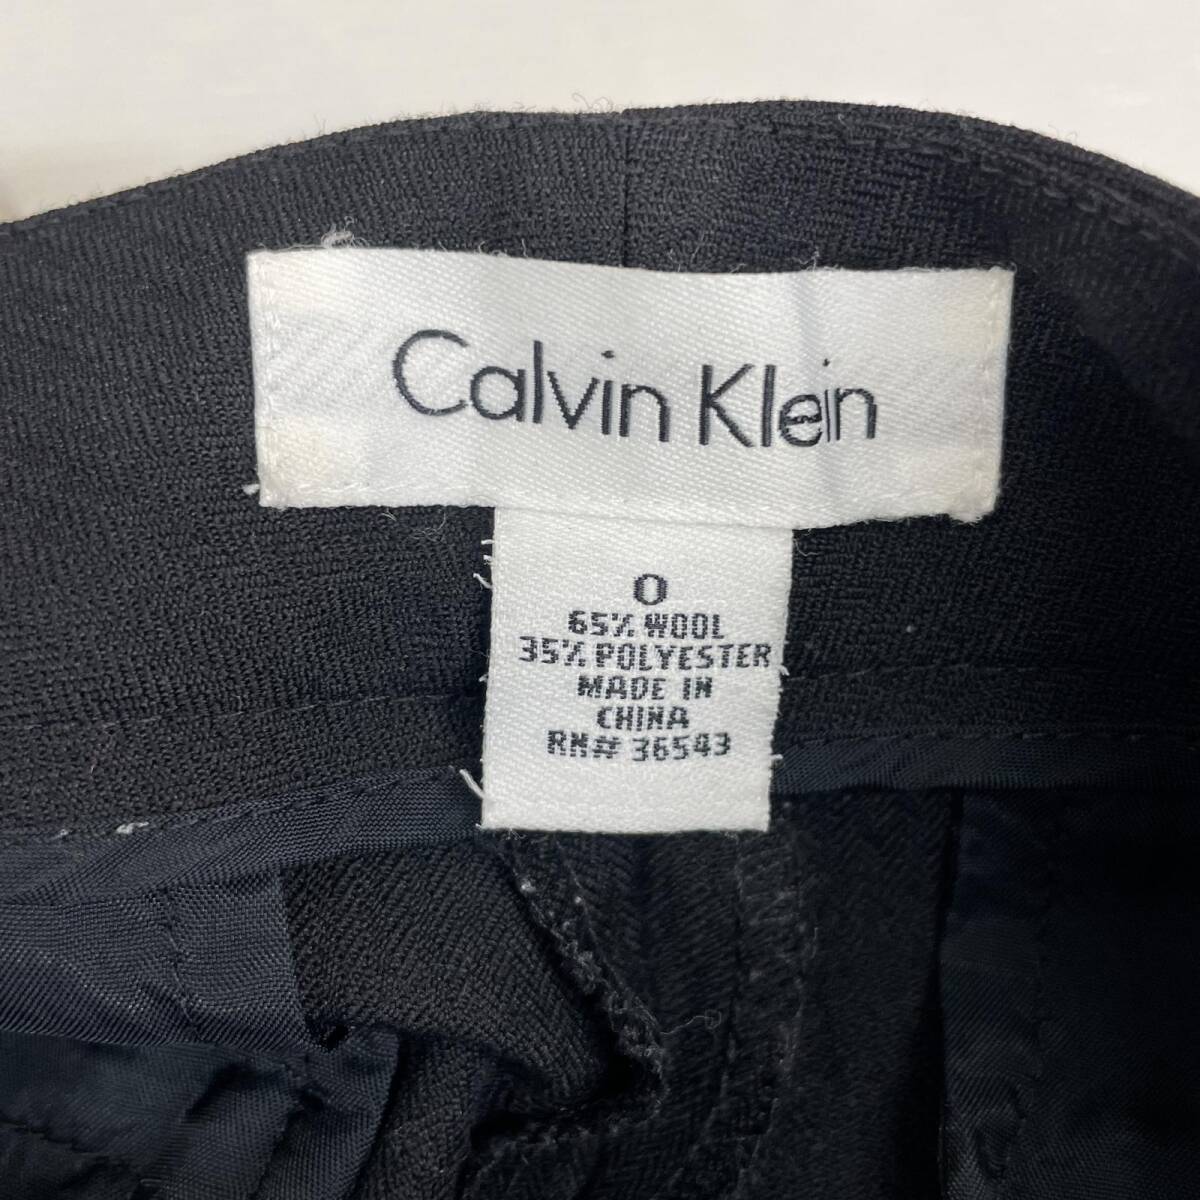 Calvin Klein
0
65% WOOL
35% POLYESTER
MADE IN
CHINA
RN# 36543